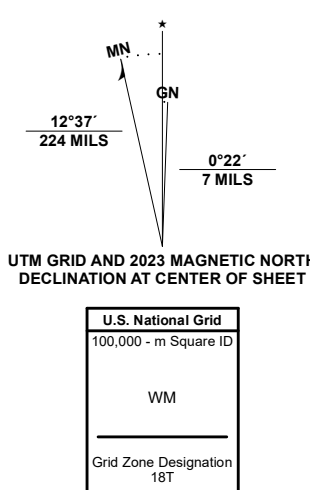 ★
MN
GN
12°37´
224 MILS
0°22´
7 MILS
UTM GRID AND 2023 MAGNETIC NORTH
DECLINATION AT CENTER OF SHEET
U.S. National Grid
100,000 - m Square ID
WM
Grid Zone Designation
18T